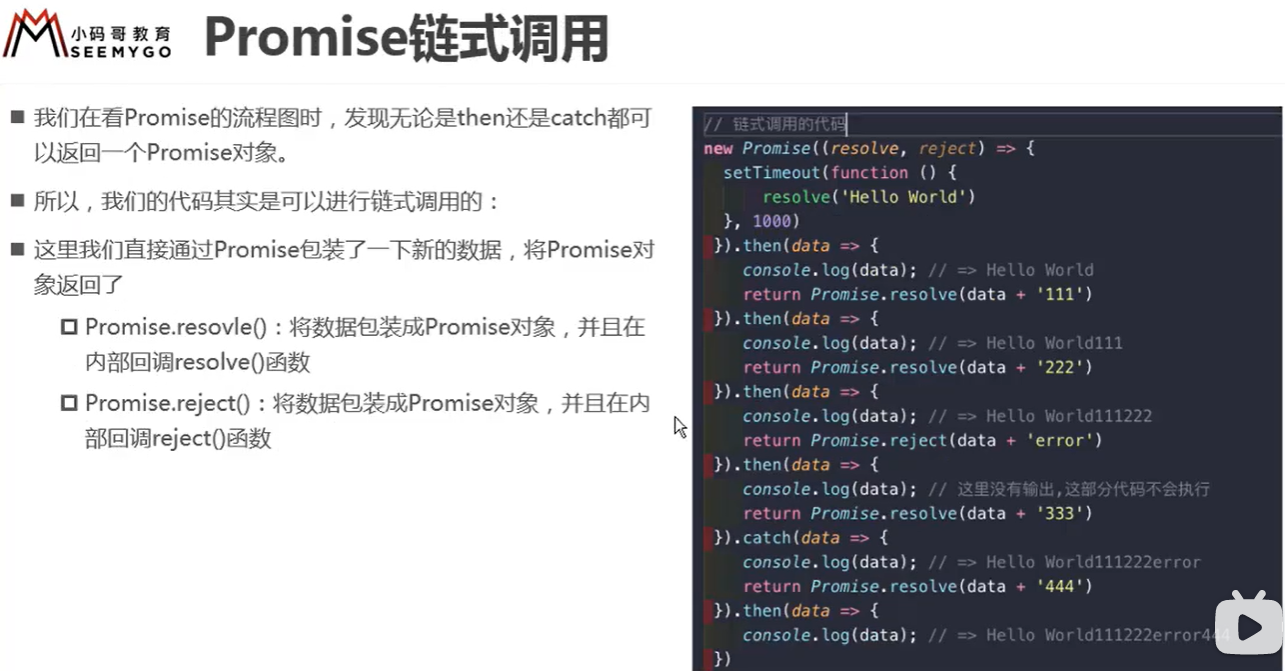 小码哥教育
SEEMYGO
Promise链式调用
■ 我们在看Promise的流程图时，发现无论是then还是catch都可
以返回一个Promise对象。
■ 所以，我们的代码其实是可以进行链式调用的：
■ 这里我们直接通过Promise包装了一下新的数据，将Promise对
象返回了
Promise.resovle()：将数据包装成Promise对象，并且在
内部回调resolve()函数
Promise.reject()：将数据包装成Promise对象，并且在内
部回调reject()函数
// 链式调用的代码
new Promise((resolve, reject) => {
setTimeout(function () {
resolve('Hello World')
}, 1000)
}).then(data => {
console.log(data); // => Hello World
return Promise.resolve(data + '111')
}).then(data => {
console.log(data); // => Hello World111
return Promise.resolve(data + '222')
}).then(data => {
console.log(data); // => Hello World111222
return Promise.reject(data + 'error')
}).then(data => {
console.log(data); // 这里没有输出,这部分代码不会执行
return Promise.resolve(data + '333')
}).catch(data => {
console.log(data); // => Hello World111222error
return Promise.resolve(data + '444')
}).then(data => {
console.log(data); // => Hello World111222error444
})